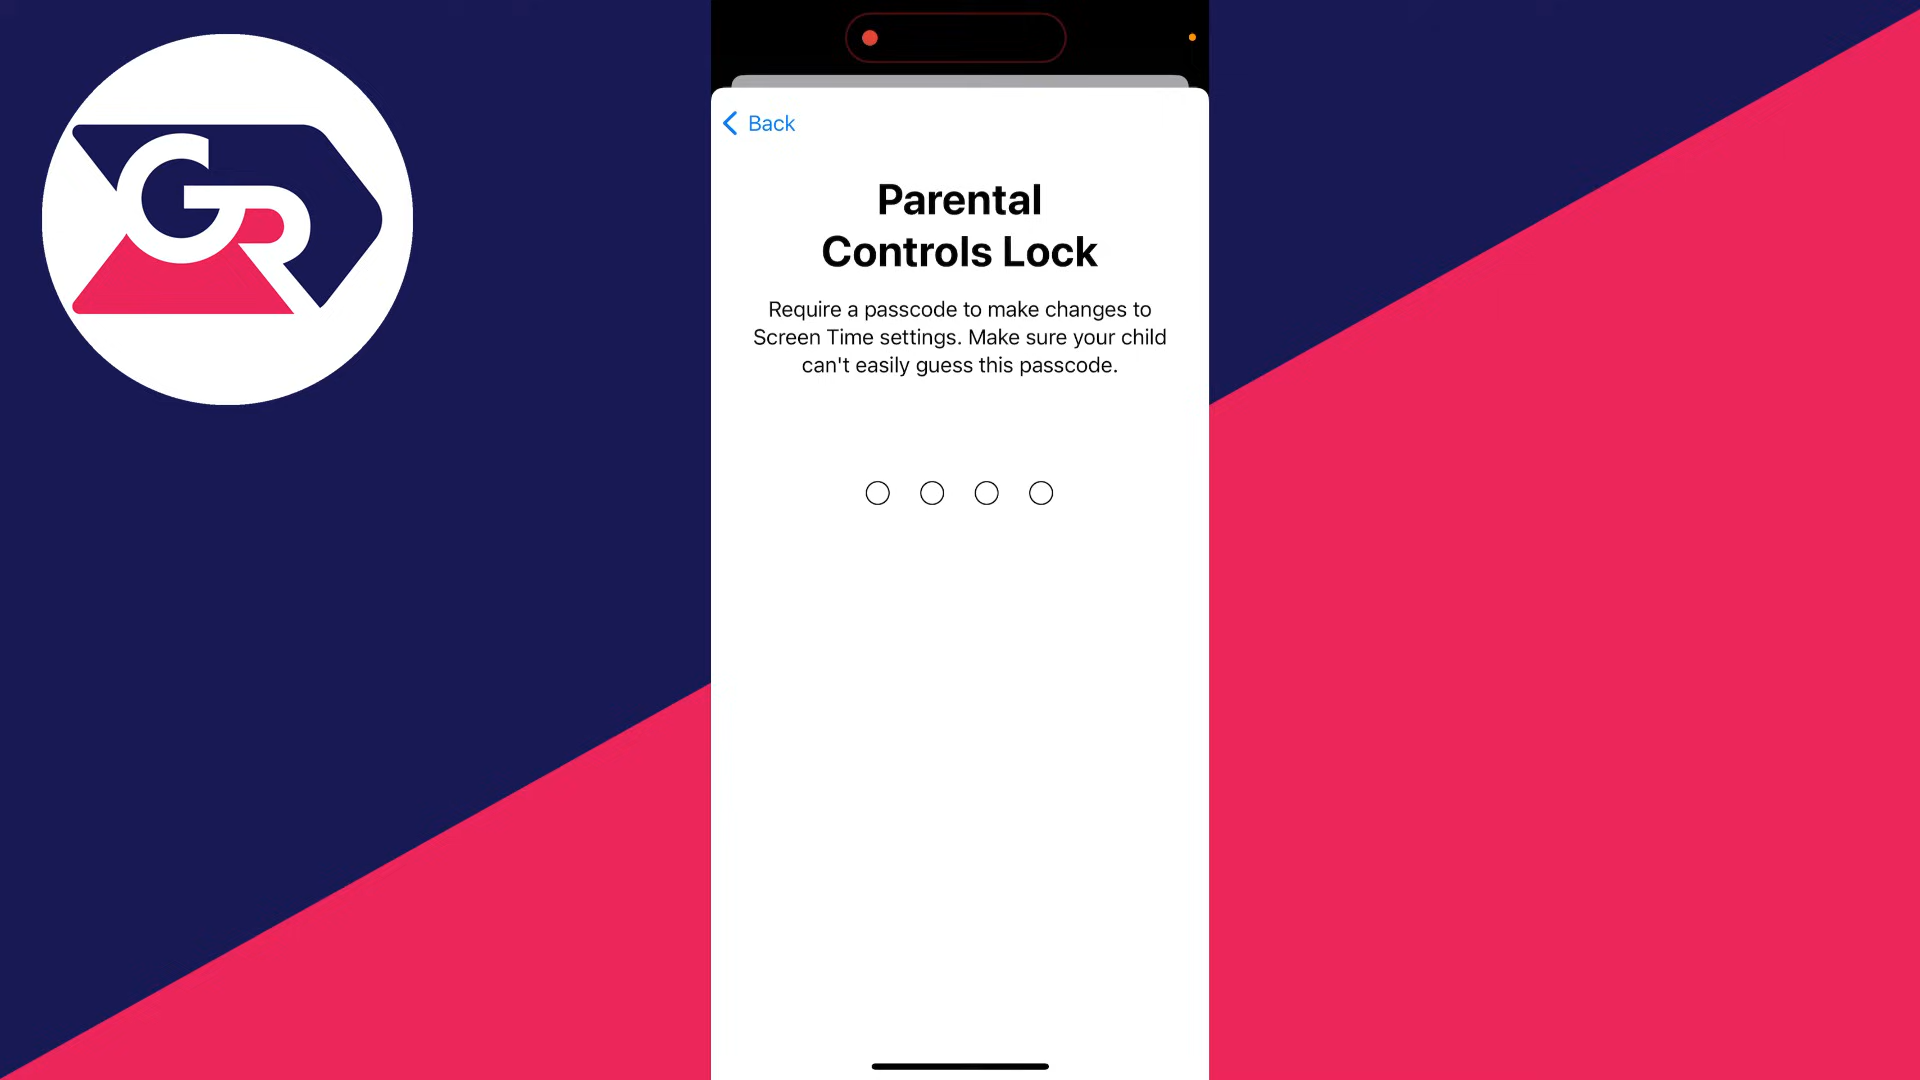 GR
Back
Parental
Controls Lock
Require a passcode to make changes to
Screen Time settings. Make sure your child
can't easily guess this passcode.